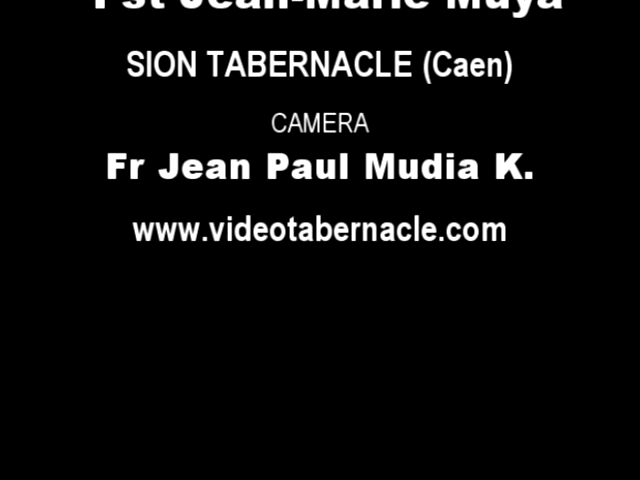 Pst Jean-Marie Muya
SION TABERNACLE (Caen)
CAMERA
Fr Jean Paul Mudia K.
www.videotabernacle.com